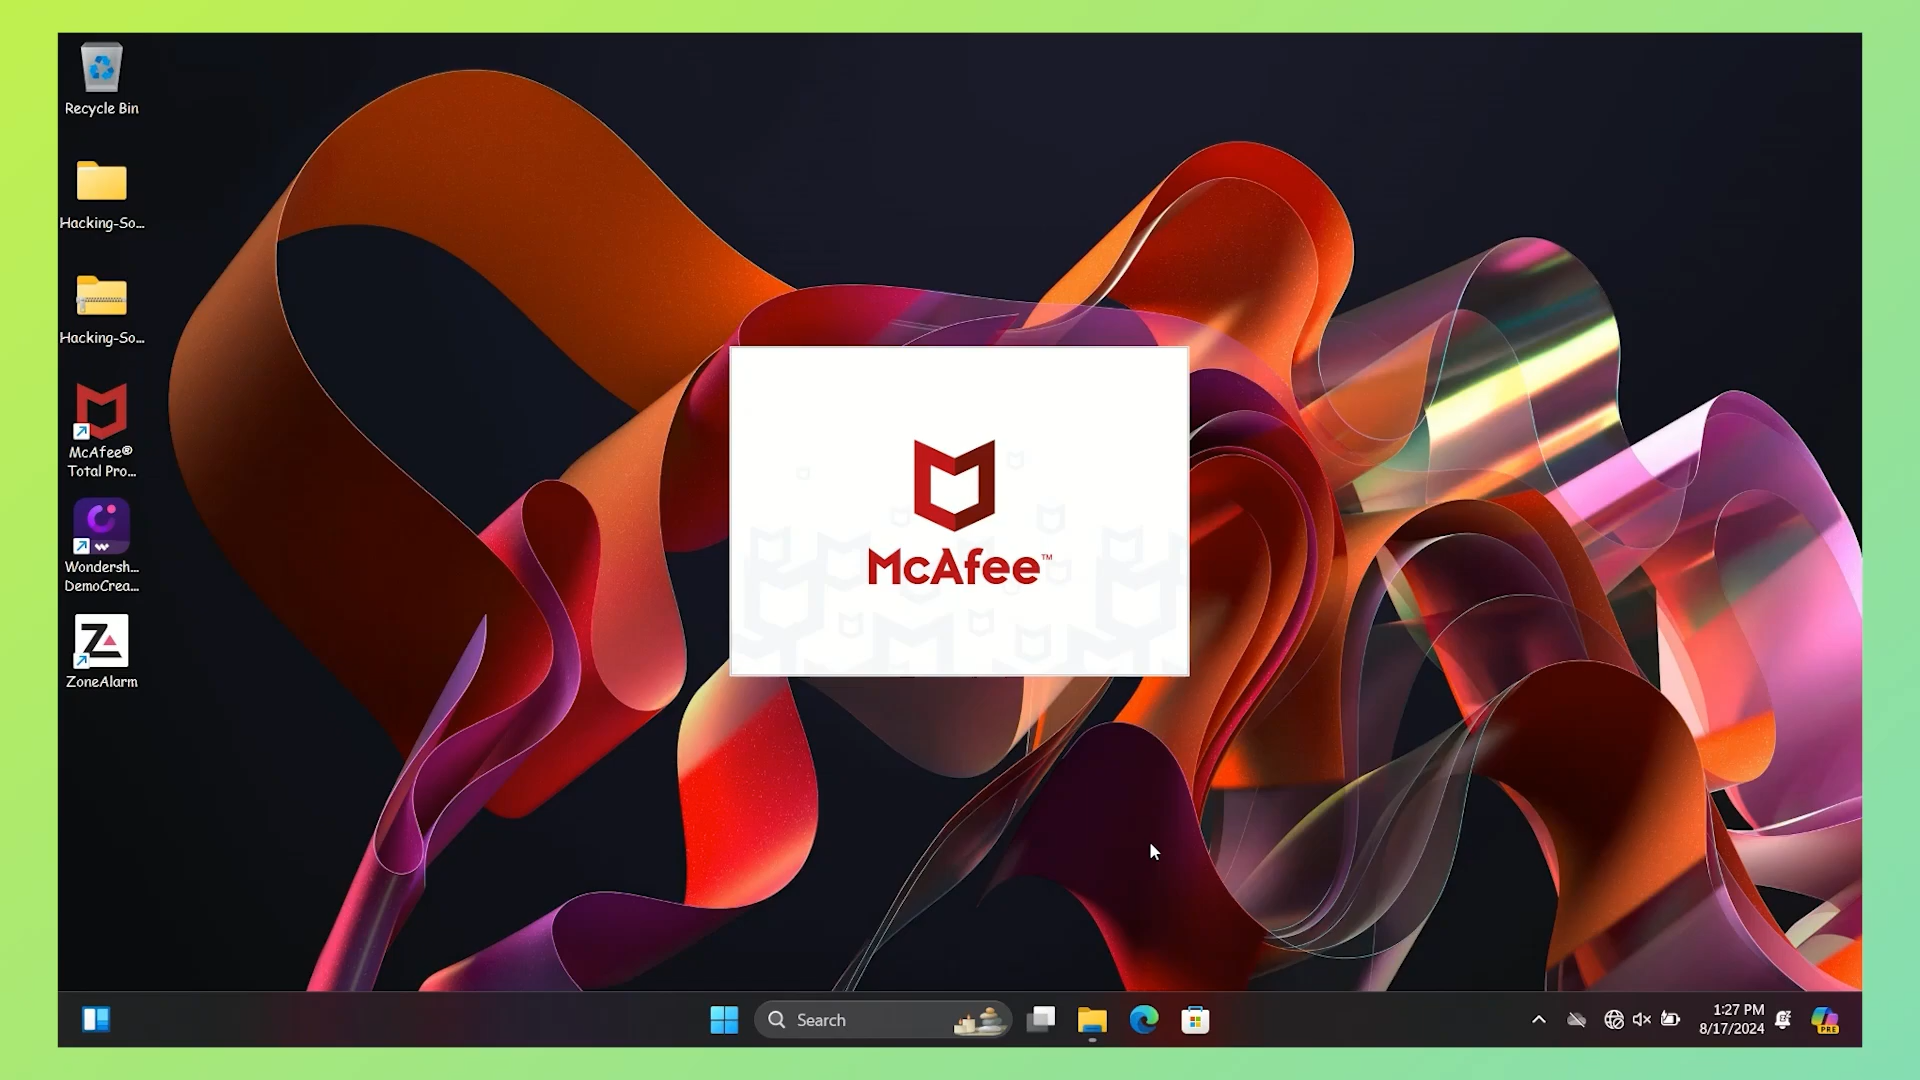 Recycle Bin
Hacking-So...
Hacking-So...
McAfee®
Total Pro...
Wondersh...
DemoCrea...
ZoneAlarm
McAfee™
Search
1:27 PM
8/17/2024
PRE